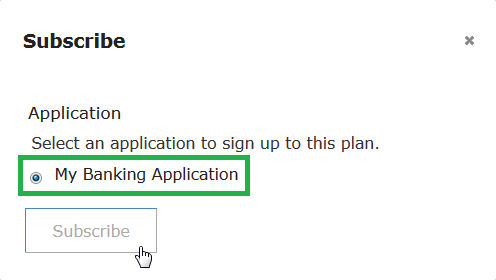 Subscribe
Application
Select an application to sign up to this plan.
My Banking Application
Subscribe